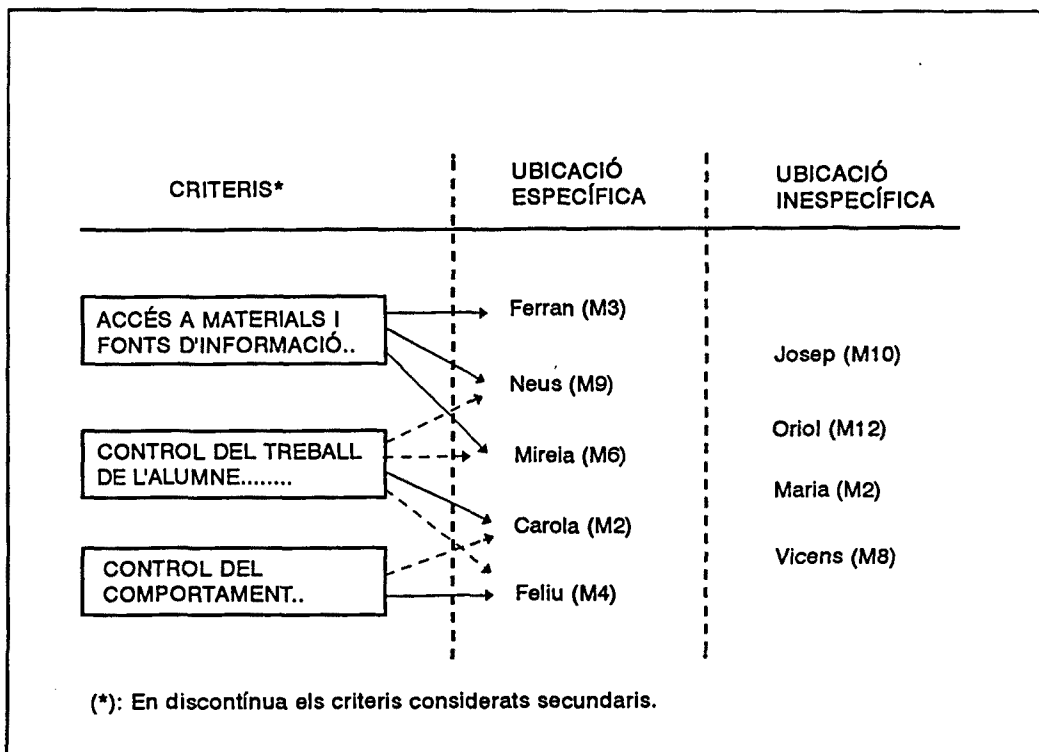 CRITERIS*
UBICACIÓ
ESPECÍFICA
UBICACIÓ
INESPECÍFICA
ACCÉS A MATERIALS I
FONTS D'INFORMACIÓ..
CONTROL DEL TREBALL
DE L'ALUMNE........
CONTROL DEL
COMPORTAMENT..
Ferran (M3)
Neus (M9)
Mireia (M6)
Carola (M2)
Feliu (M4)
Josep (M10)
Oriol (M12)
Maria (M2)
Vicens (M8)
(*): En discontínua els criteris considerats secundaris.